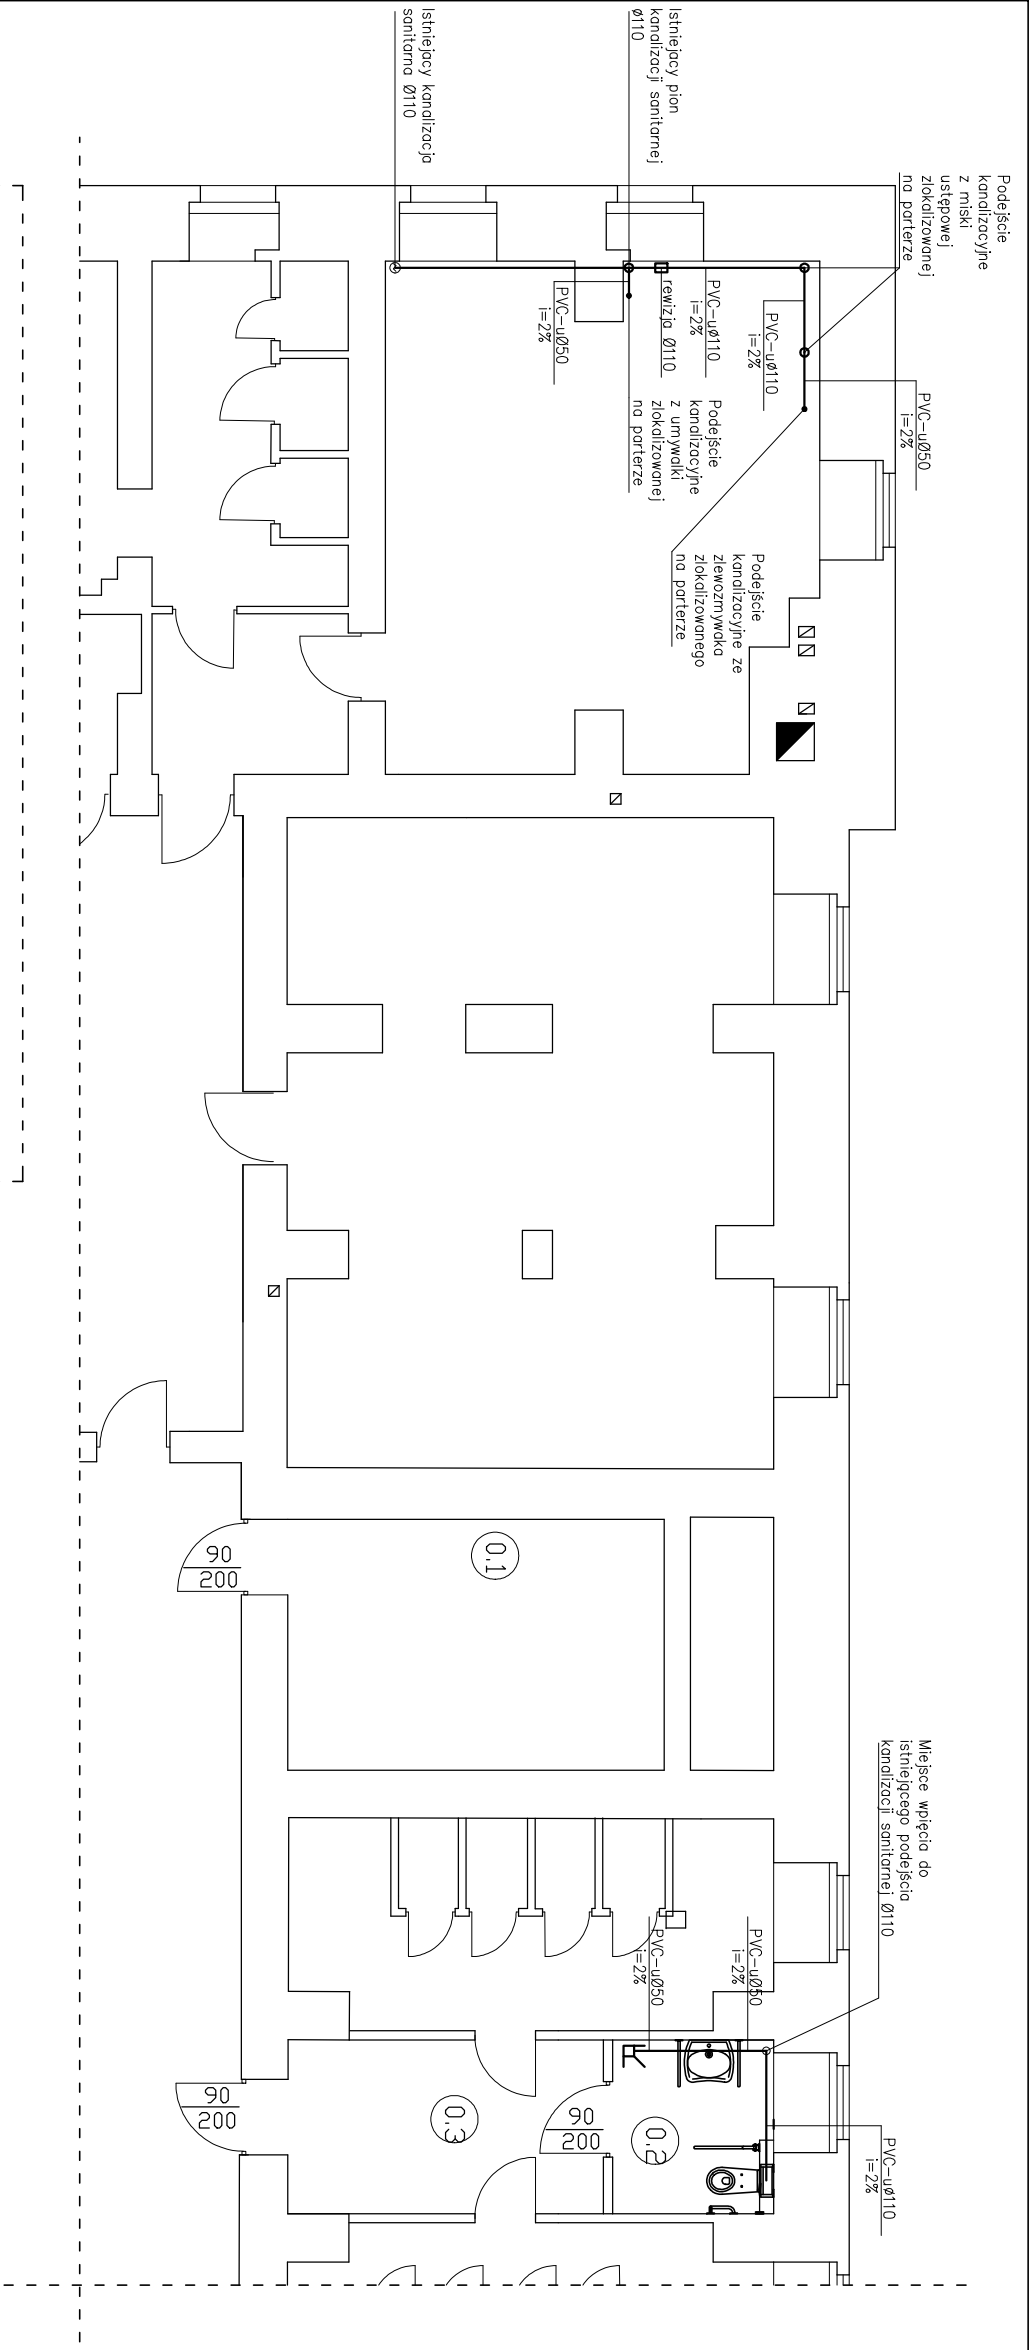 Podejście
kanalizacyjne
z miski
ustępowej
zlokalizowanej
na parterze
Istniejacy pion
kanalizacji sanitarnej
Ø110
Istniejacy kanalizacja
sanitarna Ø110
PVC-uØ50
i=2%
PVC-uØ110
i=2%
PVC-uØ110
i=2%
rewizja Ø110
PVC-uØ50
i=2%
Podejście
kanalizacyjne
z umywalki
zlokalizowanej
na parterze
Podejście
kanalizacyjne ze
zlewozmywaka
zlokalizowanego
na parterze
0.1
90
200
Miejsce wpięcia do
istniejącego podejścia
kanalizacji sanitarnej Ø110
PVC-uØ50
i=2%
PVC-uØ50
i=2%
PVC-uØ110
i=2%
0.2
90
200
0.3
90
200